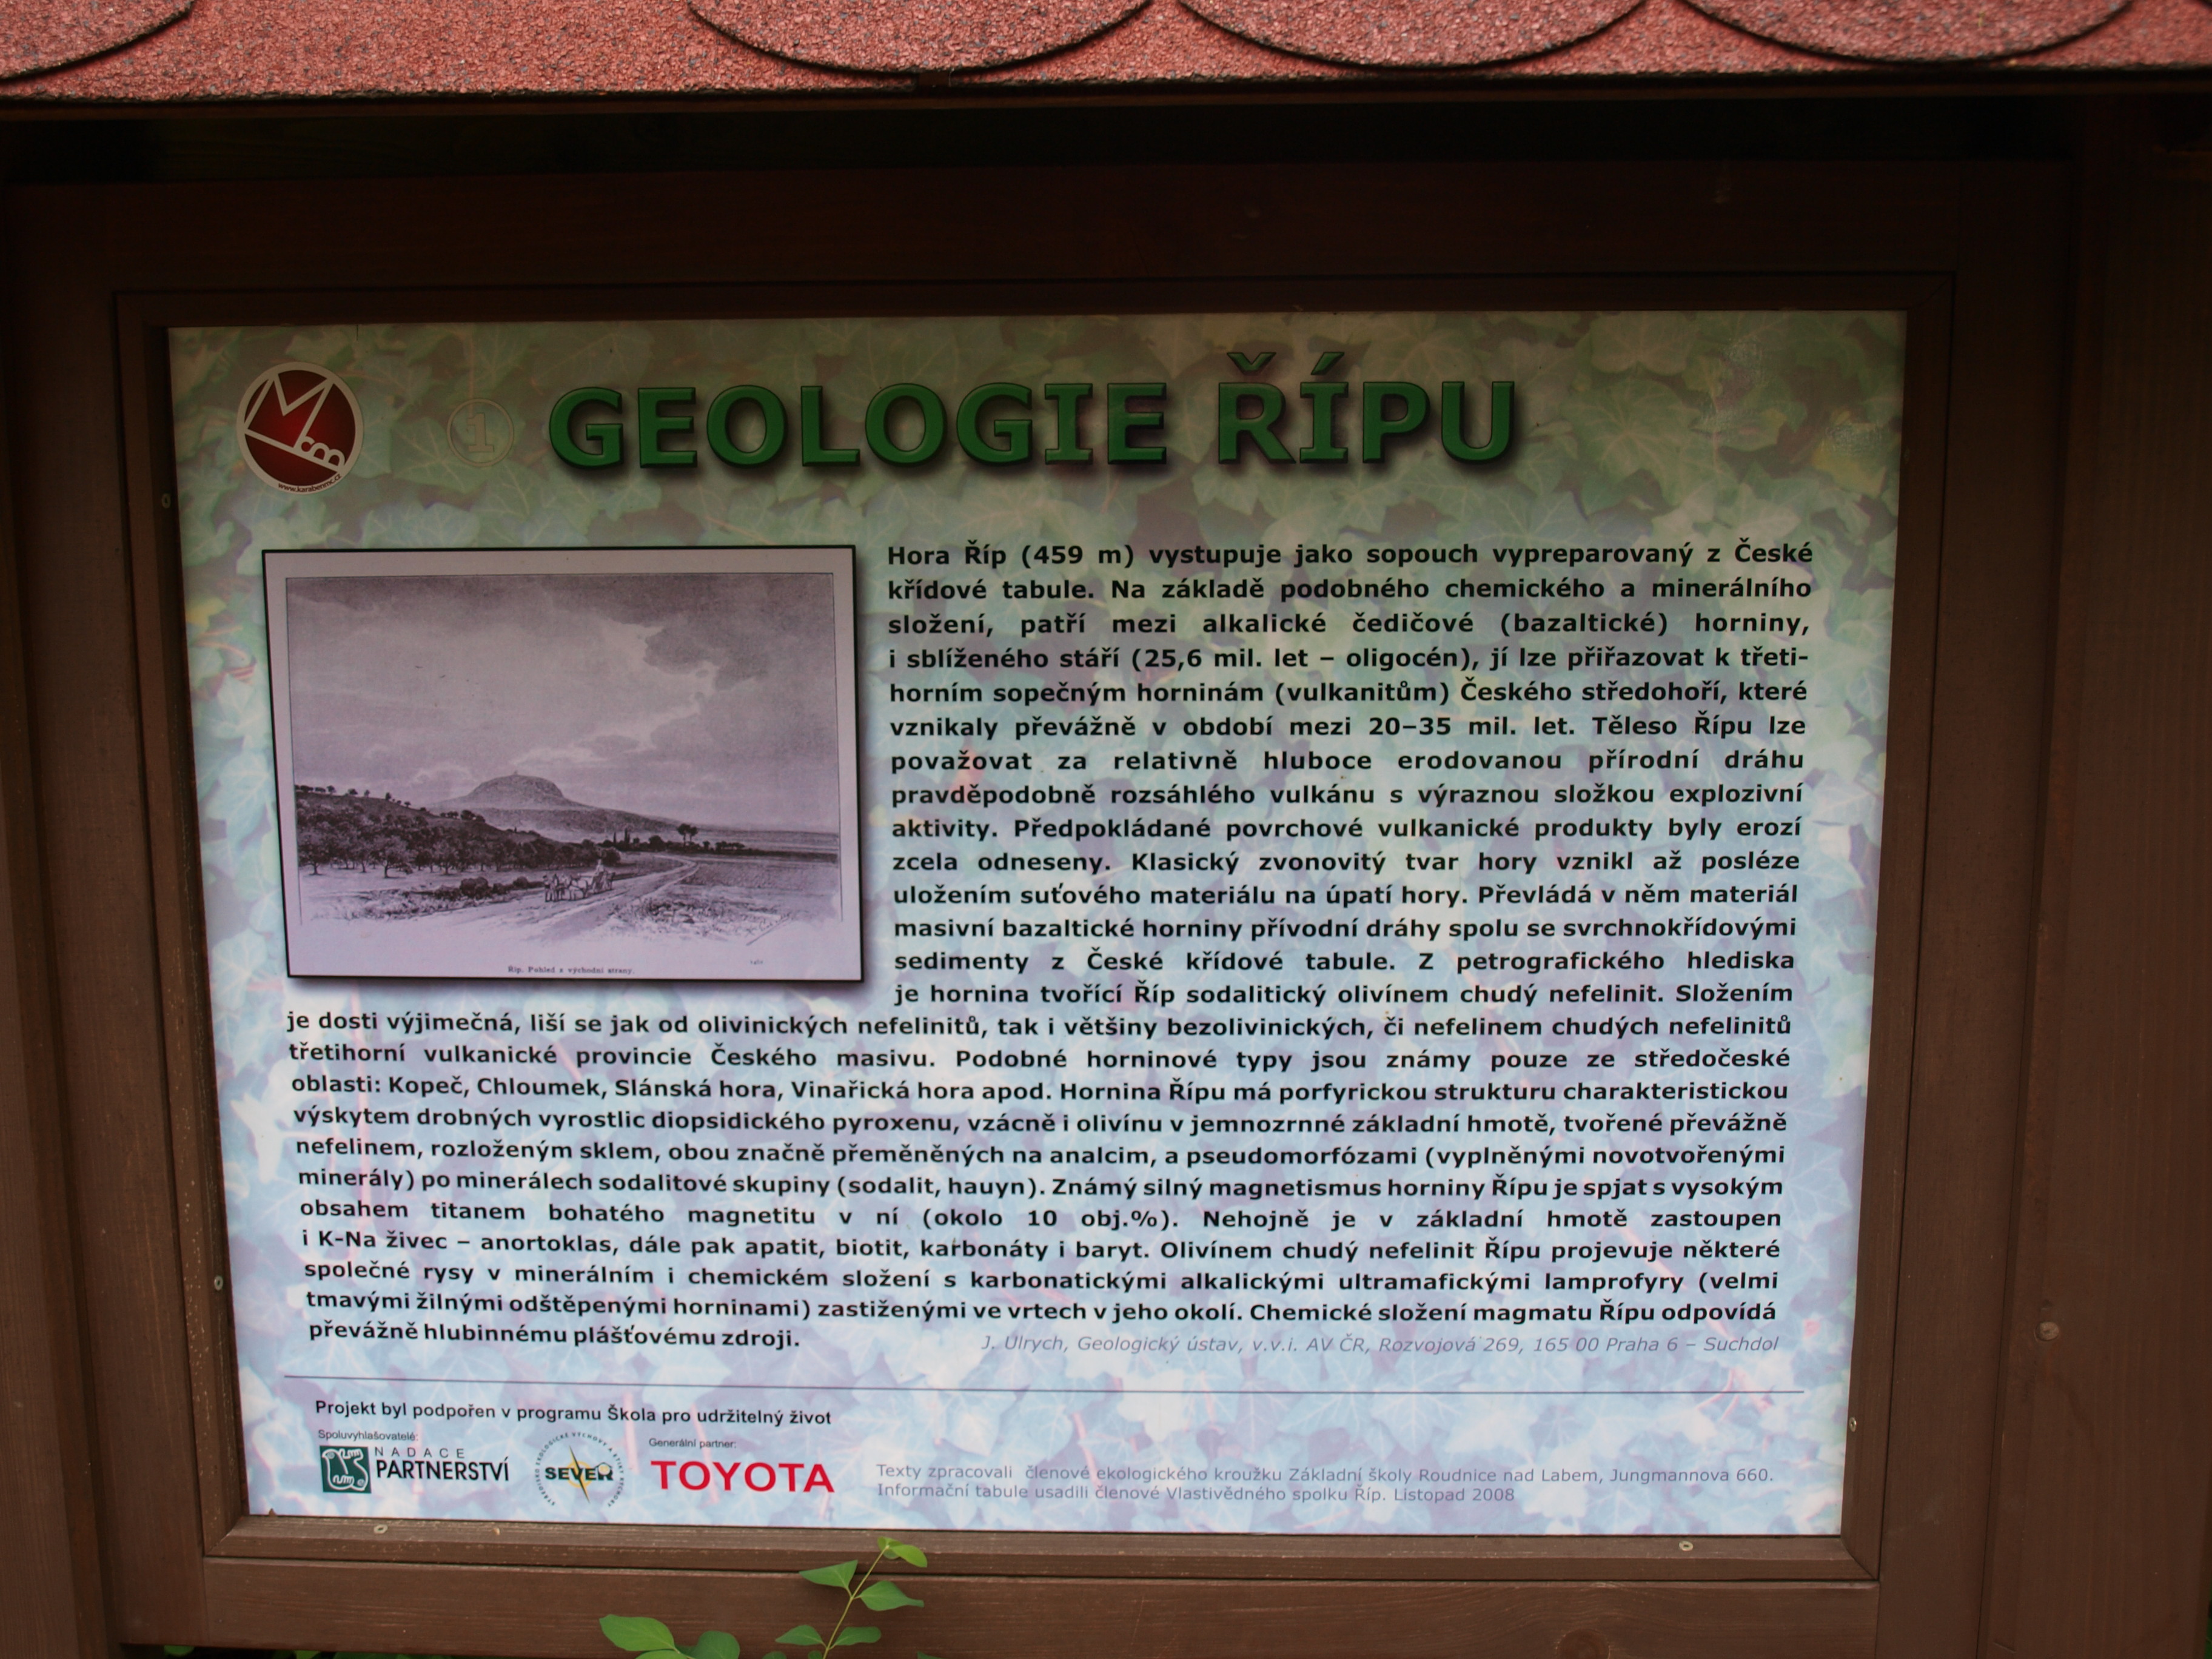 GEOLOGIE ŘÍPU
1
www.karabenmc.cz
Hora Říp (459 m) vystupuje jako sopouch vypreparovaný z České
křídové tabule. Na základě podobného chemického a minerálního
složení, patří mezi alkalické čedičové (bazaltické) horniny,
i sblíženého stáří (25,6 mil. let – oligocén), jí lze přiřazovat k třeti-
horním sopečným horninám (vulkanitům) Českého středohoří, které
vznikaly převážně v období mezi 20–35 mil. let. Těleso Řípu lze
považovat za relativně hluboce erodovanou přírodní dráhu
pravděpodobně rozsáhlého vulkánu s výraznou složkou explozivní
aktivity. Předpokládané povrchové vulkanické produkty byly erozí
zcela odneseny. Klasický zvonovitý tvar hory vznikl až posléze
uložením suťového materiálu na úpatí hory. Převládá v něm materiál
masivní bazaltické horniny přívodní dráhy spolu se svrchnokřídovými
sedimenty z České křídové tabule. Z petrografického hlediska
je hornina tvořící Říp sodalitický olivínem chudý nefelinit. Složením
je dosti výjimečná, liší se jak od olivinických nefelinitů, tak i většiny bezolivinických, či nefelinem chudých nefelinitů
třetihorní vulkanické provincie Českého masivu. Podobné horninové typy jsou známy pouze ze středočeské
oblasti: Kopeč, Chloumek, Slánská hora, Vinařická hora apod. Hornina Řípu má porfyrickou strukturu charakteristickou
výskytem drobných vyrostlic diopsidického pyroxenu, vzácně i olivínu v jemnozrnné základní hmotě, tvořené převážně
nefelinem, rozloženým sklem, obou značně přeměněných na analcim, a pseudomorfózami (vyplněnými novotvořenými
minerály) po minerálech sodalitové skupiny (sodalit, hauyn). Známý silný magnetismus horniny Řípu je spjat s vysokým
obsahem titanem bohatého magnetitu v ní (okolo 10 obj.%). Nehojně je v základní hmotě zastoupen
i K-Na živec – anortoklas, dále pak apatit, biotit, karbonáty i baryt. Olivínem chudý nefelinit Řípu projevuje některé
společné rysy v minerálním i chemickém složení s karbonatickými alkalickými ultramafickými lamprofyry (velmi
tmavými žilnými odštěpenými horninami) zastiženými ve vrtech v jeho okolí. Chemické složení magmatu Řípu odpovídá
převážně hlubinnému plášťovému zdroji.
J. Ulrych, Geologický ústav, v.v.i. AV ČR, Rozvojová 269, 165 00 Praha 6 – Suchdol
Říp. Pohled z východní strany.
Projekt byl podpořen v programu Škola pro udržitelný život
Spoluvyhlašovatelé:
NADACE
PARTNERSTVÍ
SEVER
Generální partner:
TOYOTA
Texty zpracovali členové ekologického kroužku Základní školy Roudnice nad Labem, Jungmannova 660.
Informační tabule usadili členové Vlastivědného spolku Říp. Listopad 2008